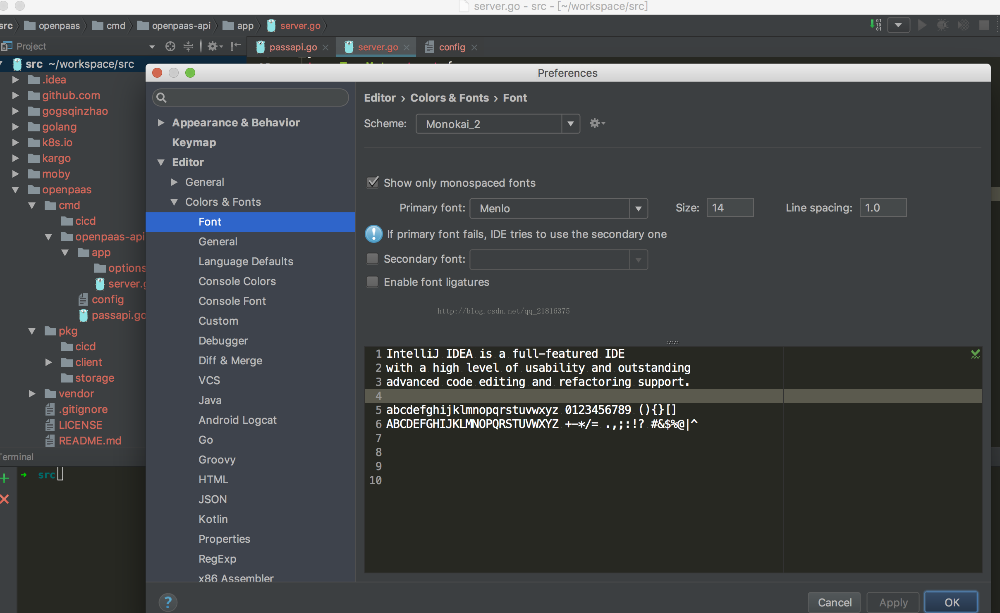 server.go - src - [~/workspace/src]
src openpaas cmd openpaas-api app server.go
01
10
01
Project
passapi.go server.go config
src ~/workspace/src
.idea
github.com
gogsqinzhao
golang
k8s.io
kargo
moby
openpaas
cmd
cicd
openpaas-api
app
options
server.g
config
passapi.go
pkg
cicd
client
storage
vendor
.gitignore
LICENSE
README.md
Terminal
→ src
Preferences
Appearance & Behavior
Keymap
Editor
General
Colors & Fonts
Font
General
Language Defaults
Console Colors
Console Font
Custom
Debugger
Diff & Merge
VCS
Java
Android Logcat
Go
Groovy
HTML
JSON
Kotlin
Properties
RegExp
x86 Assembler
Editor › Colors & Fonts › Font
Scheme: Monokai_2
Show only monospaced fonts
Primary font: Menlo Size: 14 Line spacing: 1.0
If primary font fails, IDE tries to use the secondary one
Secondary font:
Enable font ligatures
http://blog.csdn.net/qq_21816375
1 IntelliJ IDEA is a full-featured IDE
2 with a high level of usability and outstanding
3 advanced code editing and refactoring support.
4
5 abcdefghijklmnopqrstuvwxyz 0123456789 (){}[]
6 ABCDEFGHIJKLMNOPQRSTUVWXYZ +-*/= .,;:!? #&$%@|^
7
8
9
10
? Cancel Apply OK